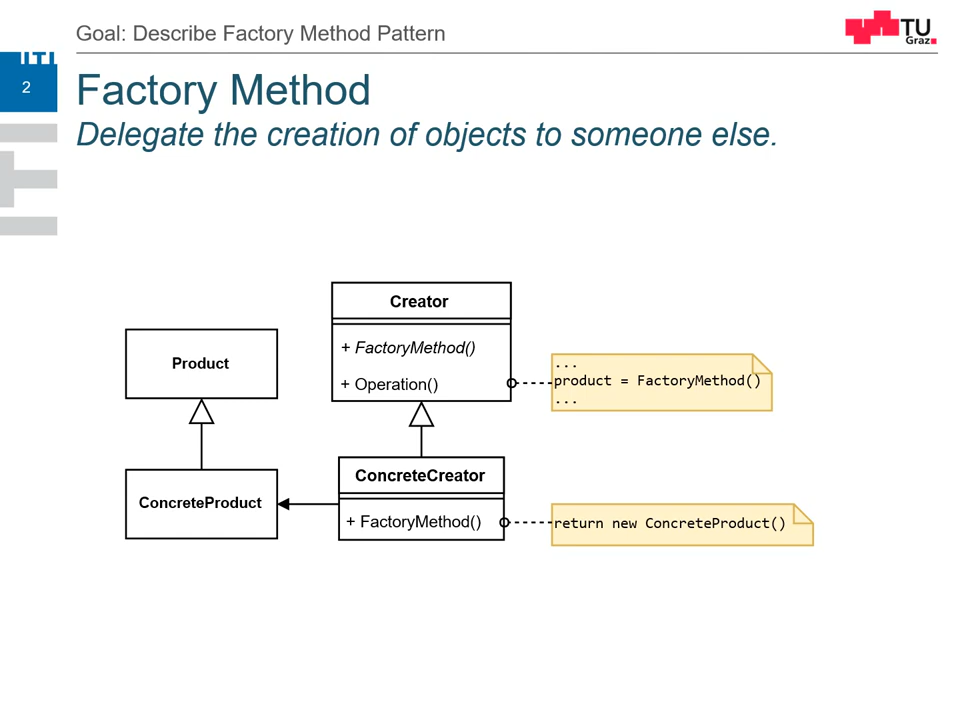 Goal: Describe Factory Method Pattern
TU
Graz
2
Factory Method
Delegate the creation of objects to someone else.
Creator
+ FactoryMethod()
+ Operation()
Product
...
product = FactoryMethod()
...
ConcreteCreator
+ FactoryMethod()
ConcreteProduct
return new ConcreteProduct()